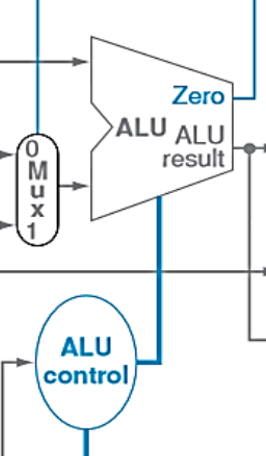 Zero
ALU
ALU
result
0
M
u
x
1
ALU
control